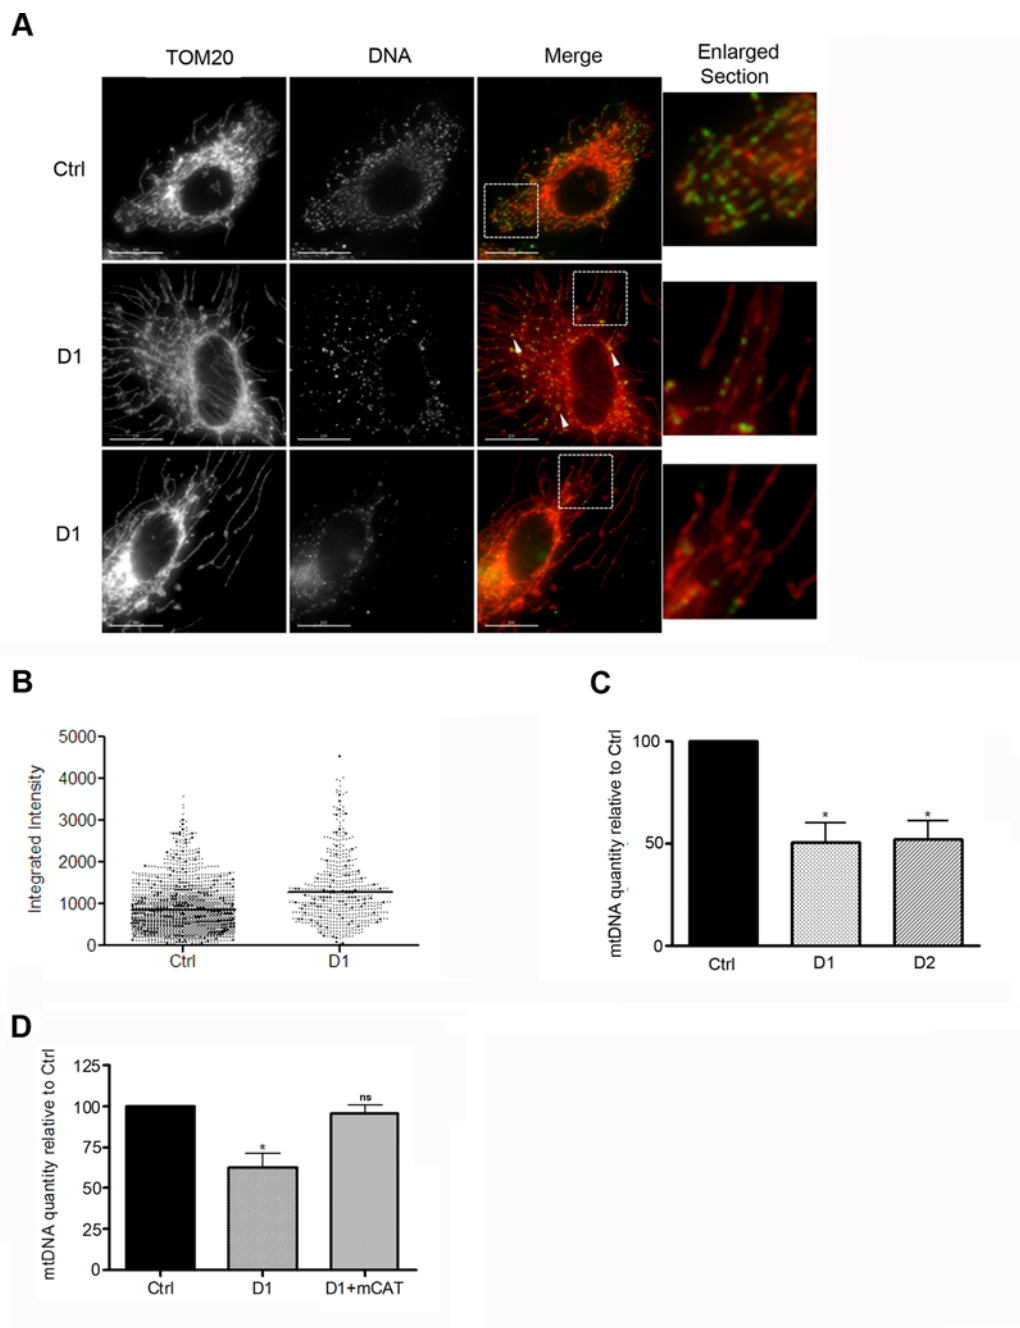 A
TOM20
DNA
Merge
Enlarged
Section
Ctrl
D1
D1
B
Integrated Intensity
5000
4000
3000
2000
1000
0
Ctrl
D1
C
mtDNA quantity relative to Ctrl
100
50
0
*
*
Ctrl
D1
D2
D
mtDNA quantity relative to Ctrl
125
100
75
50
25
0
*
ns
Ctrl
D1
D1+mCAT